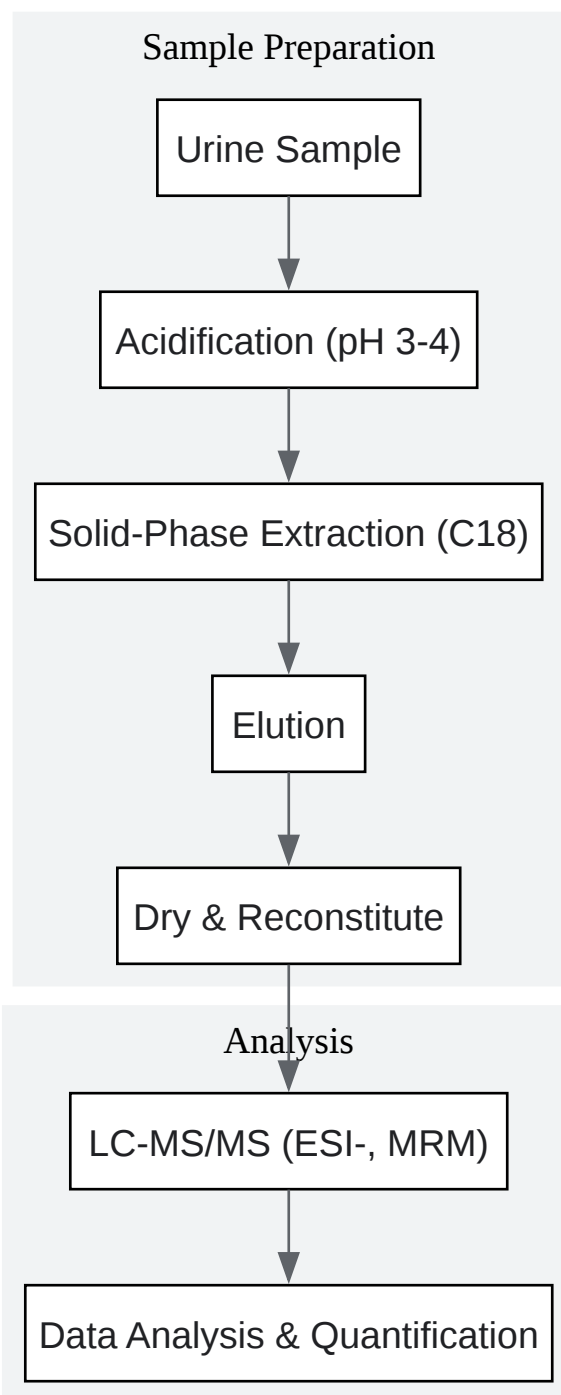 Sample Preparation
Urine Sample
Acidification (pH 3-4)
Solid-Phase Extraction (C18)
Elution
Dry & Reconstitute
Analysis
LC-MS/MS (ESI-, MRM)
Data Analysis & Quantification